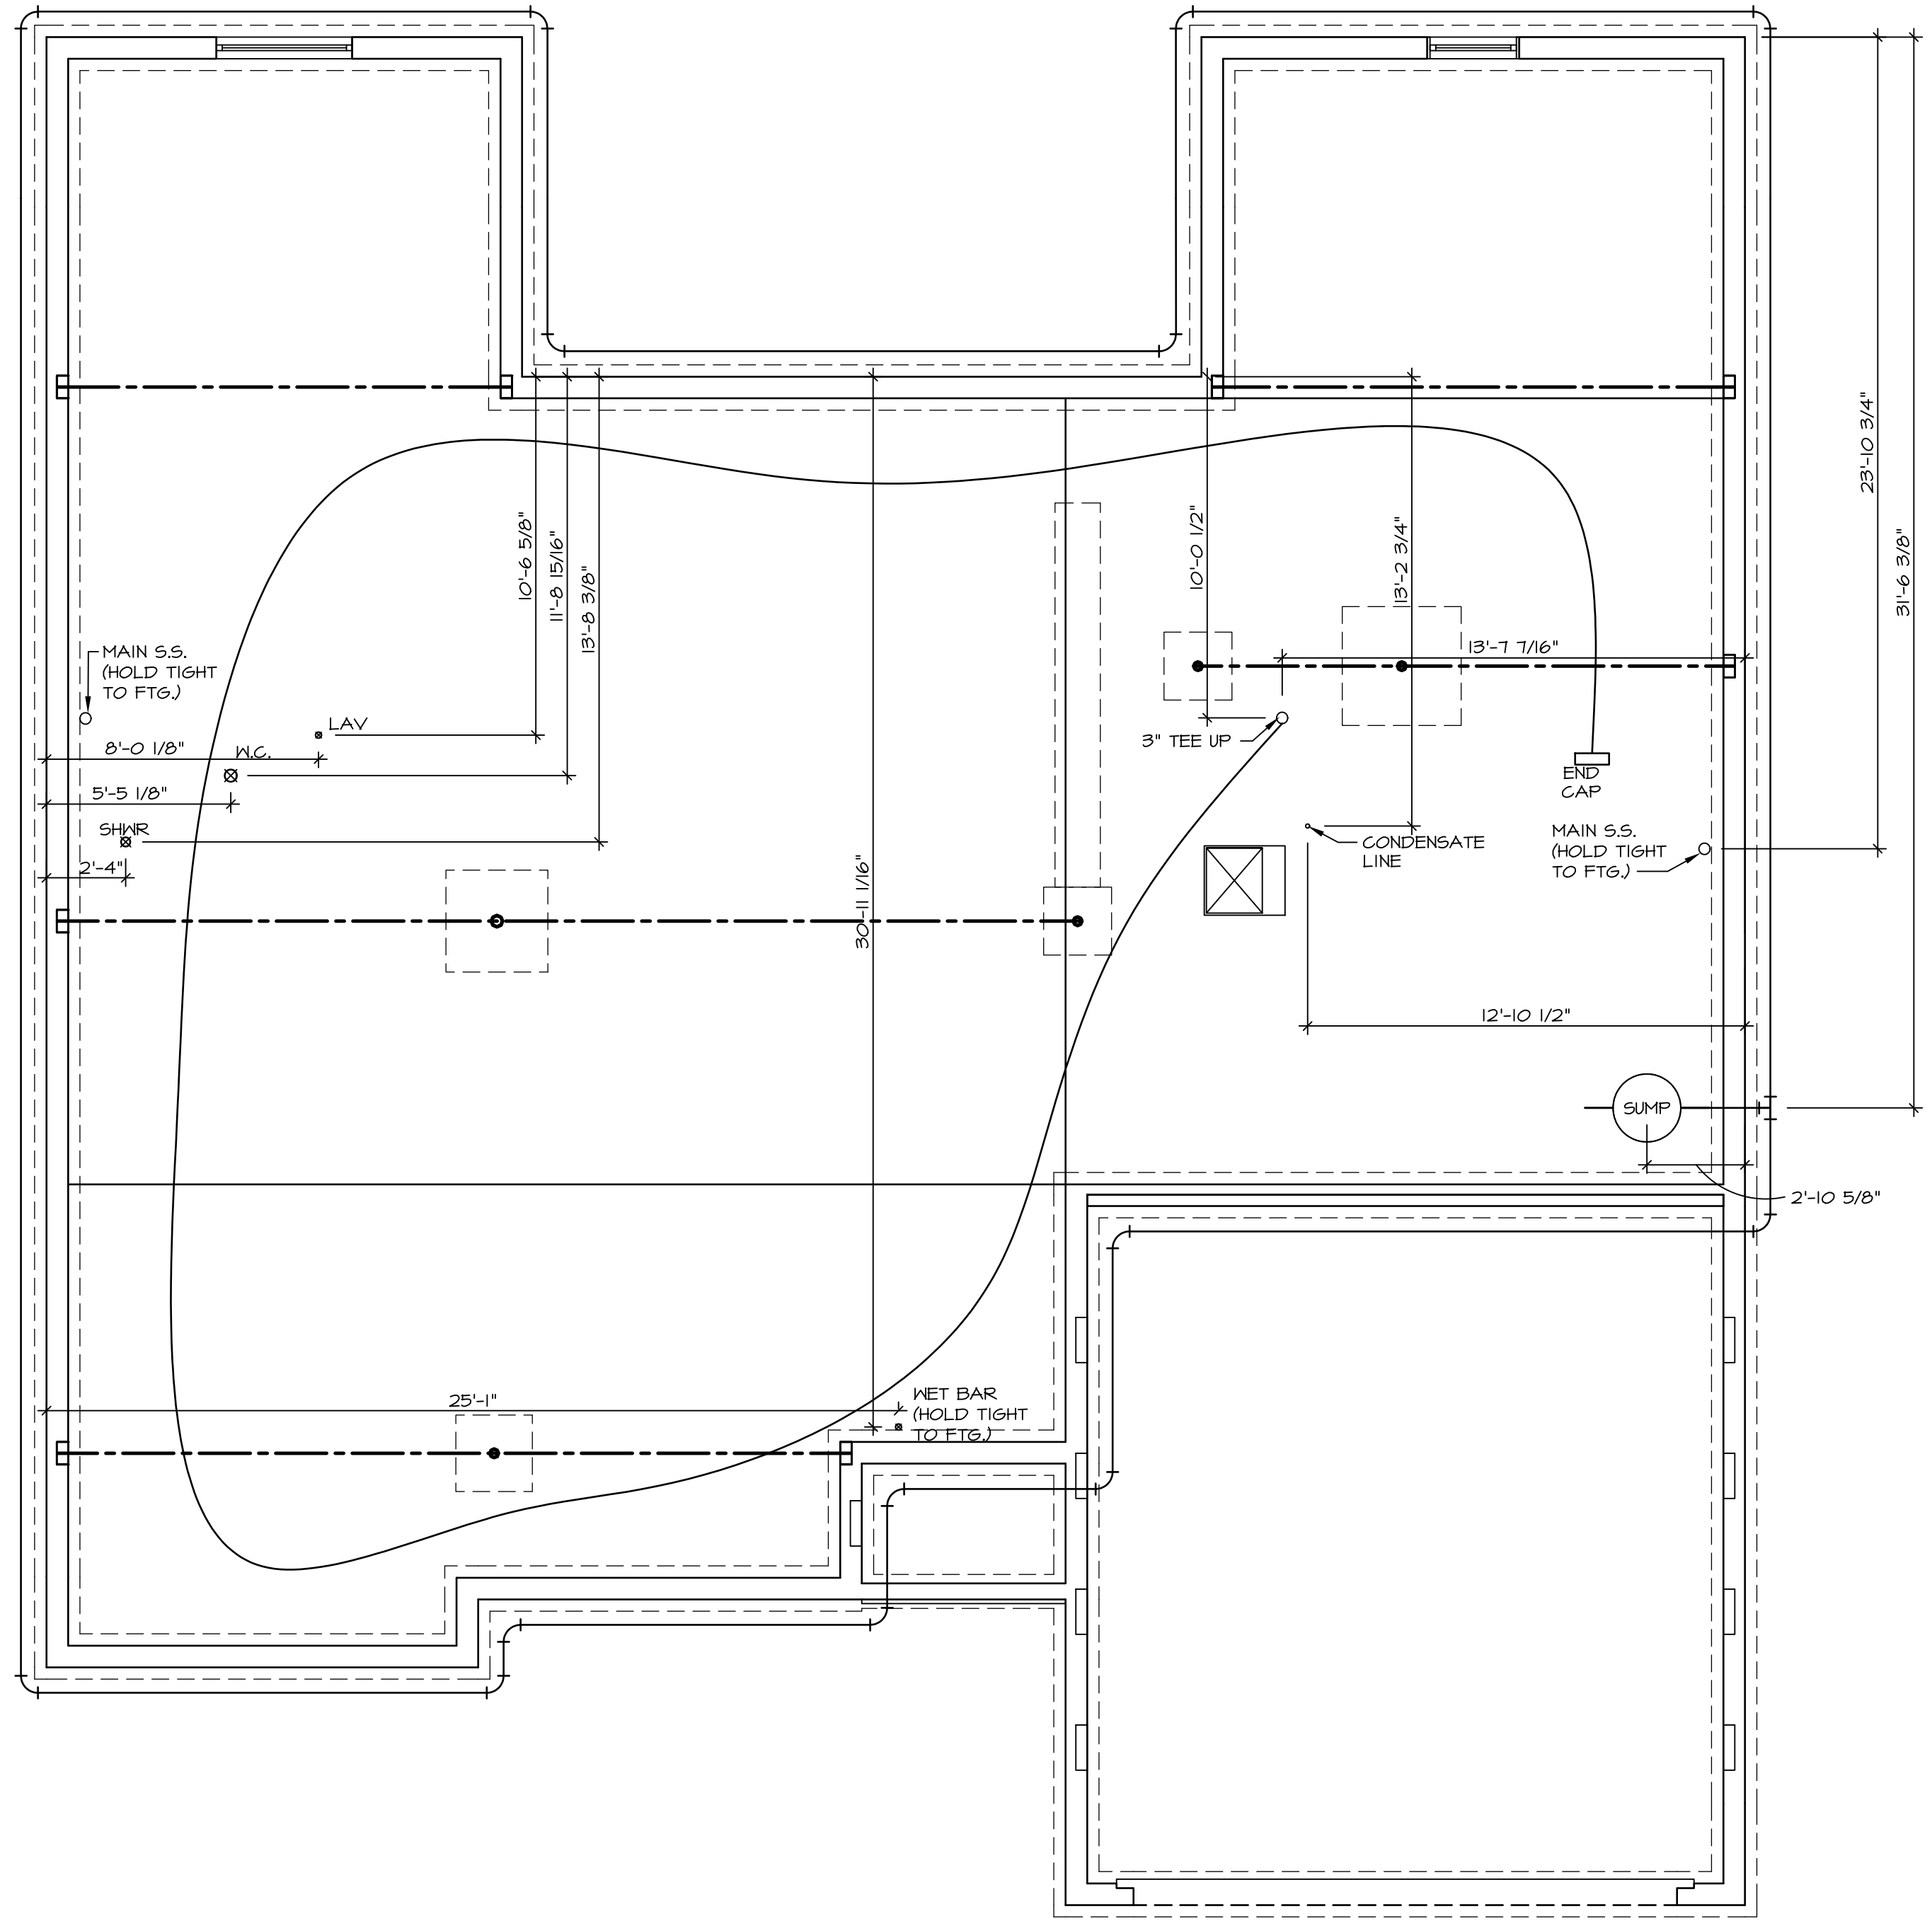 23'-10 3/4"
31'-6 3/8"
10'-6 5/8"
11'-8 15/16"
13'-8 3/8"
10'-0 1/2"
13'-2 3/4"
13'-7 7/16"
MAIN S.S.
(HOLD TIGHT
TO FTG.)
LAV
8'-0 1/8"
W.C.
3" TEE UP
END
CAP
5'-5 1/8"
SHWR
2'-4"
30'-11 1/16"
CONDENSATE
LINE
MAIN S.S.
(HOLD TIGHT
TO FTG.)
12'-10 1/2"
SUMP
2'-10 5/8"
25'-1"
WET BAR
(HOLD TIGHT
TO FTG.)